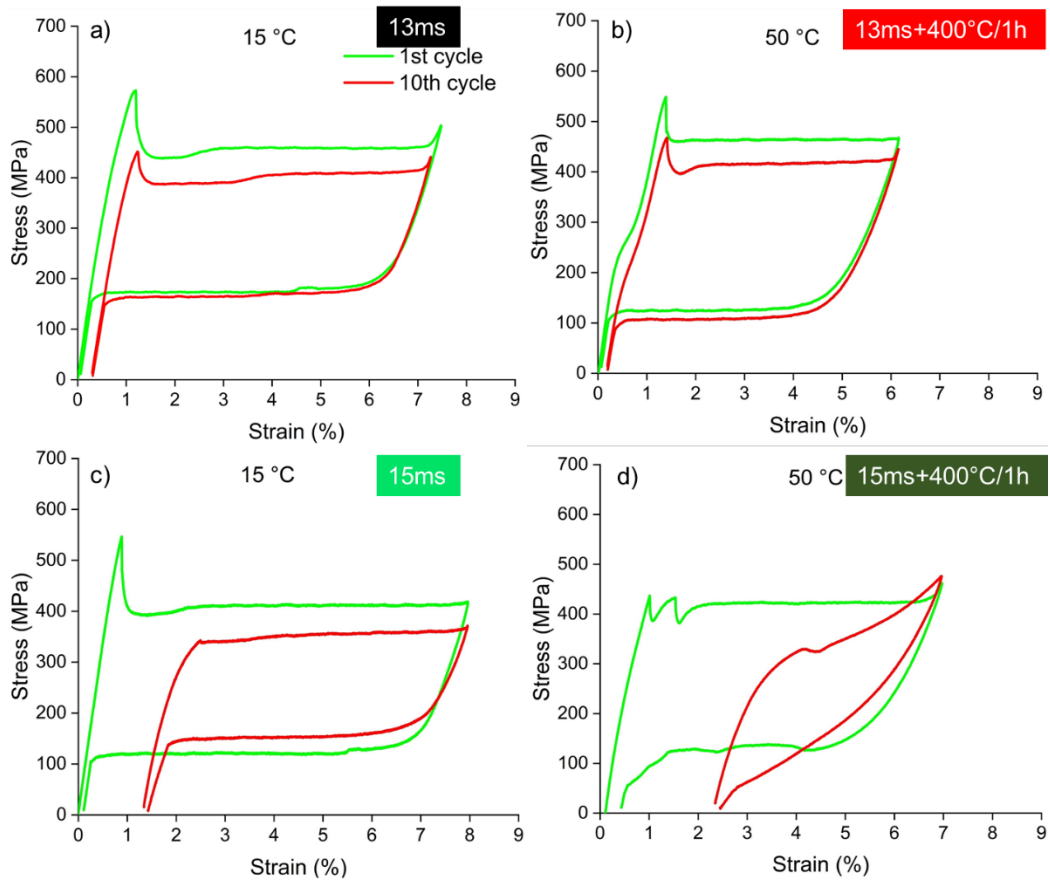 a)
15 °C
13ms
1st cycle
10th cycle
700
600
500
400
300
200
100
0
Stress (MPa)
0 1 2 3 4 5 6 7 8 9
Strain (%)
b)
50 °C
13ms+400°C/1h
700
600
500
400
300
200
100
0
Stress (MPa)
0 1 2 3 4 5 6 7 8 9
Strain (%)
c)
15 °C
15ms
700
600
500
400
300
200
100
0
Stress (MPa)
0 1 2 3 4 5 6 7 8 9
Strain (%)
d)
50 °C
15ms+400°C/1h
700
600
500
400
300
200
100
0
Stress (MPa)
0 1 2 3 4 5 6 7 8 9
Strain (%)